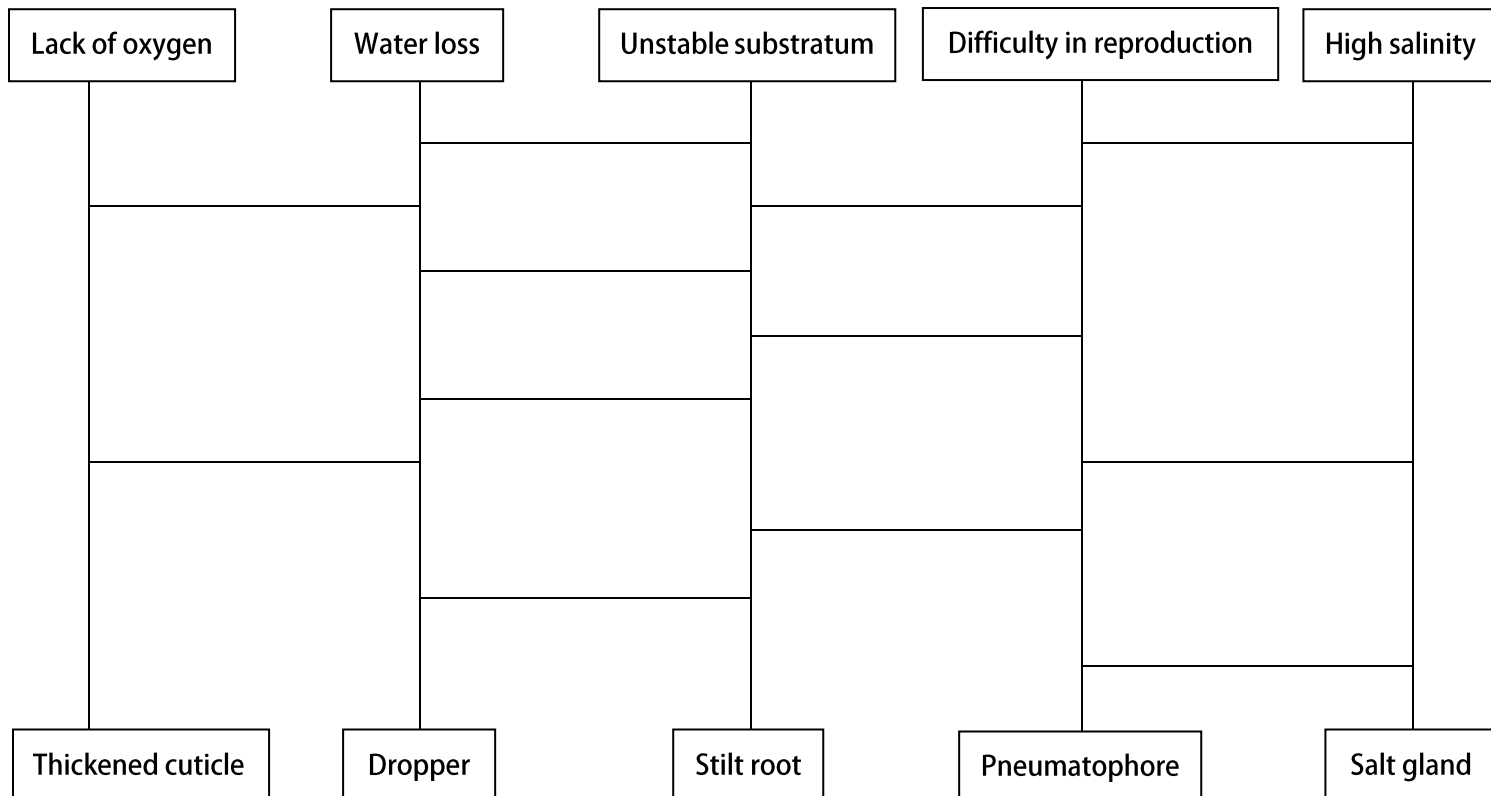 Lack of oxygen
Water loss
Unstable substratum
Difficulty in reproduction
High salinity
Thickened cuticle
Dropper
Stilt root
Pneumatophore
Salt gland